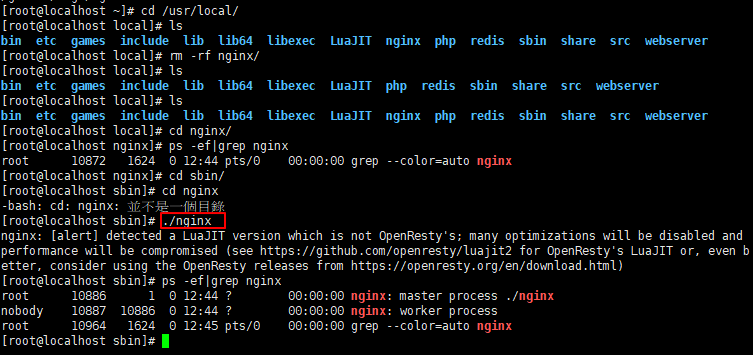 [root@localhost ~]# cd /usr/local/
[root@localhost local]# ls
bin etc games include lib lib64 libexec LuaJIT nginx php redis sbin share src webserver
[root@localhost local]# rm -rf nginx/
[root@localhost local]# ls
bin etc games include lib lib64 libexec LuaJIT php redis sbin share src webserver
[root@localhost local]# ls
bin etc games include lib lib64 libexec LuaJIT nginx php redis sbin share src webserver
[root@localhost local]# cd nginx/
[root@localhost nginx]# ps -ef|grep nginx
root 10872 1624 0 12:44 pts/0 00:00:00 grep --color=auto nginx
[root@localhost nginx]# cd sbin/
[root@localhost sbin]# cd nginx
-bash: cd: nginx: 並不是一個目錄
[root@localhost sbin]# ./nginx
nginx: [alert] detected a LuaJIT version which is not OpenResty's; many optimizations will be disabled and
performance will be compromised (see https://github.com/openresty/luajit2 for OpenResty's LuaJIT or, even b
etter, consider using the OpenResty releases from https://openresty.org/en/download.html)
[root@localhost sbin]# ps -ef|grep nginx
root 10886 1 0 12:44 ? 00:00:00 nginx: master process ./nginx
nobody 10887 10886 0 12:44 ? 00:00:00 nginx: worker process
root 10964 1624 0 12:45 pts/0 00:00:00 grep --color=auto nginx
[root@localhost sbin]#